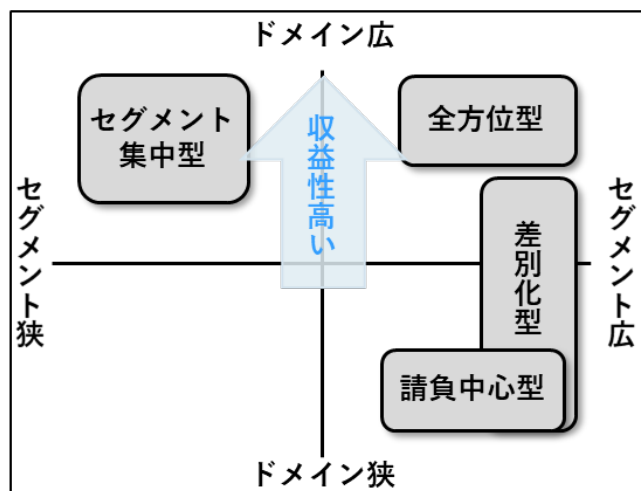 ドメイン広
セグメント
集中型
収益性高い
全方位型
セグメント狭
セグメント広
差別化型
請負中心型
ドメイン狭